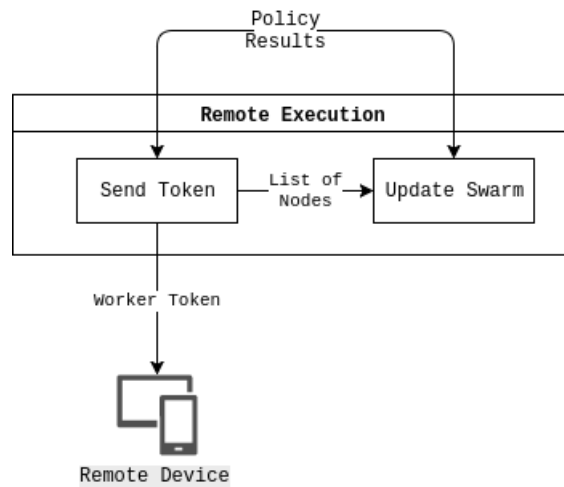 Policy
Results
Remote Execution
Send Token
List of
Nodes
Update Swarm
Worker Token
Remote Device